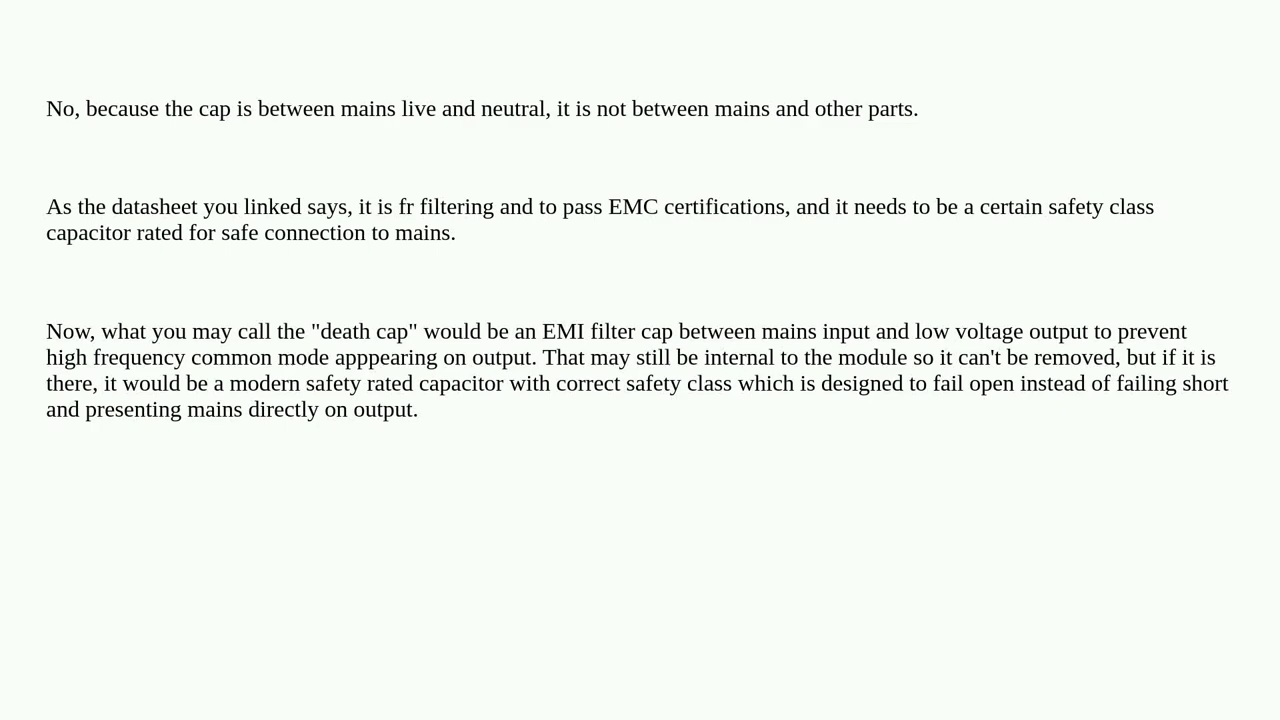 No, because the cap is between mains live and neutral, it is not between mains and other parts.
As the datasheet you linked says, it is fr filtering and to pass EMC certifications, and it needs to be a certain safety class
capacitor rated for safe connection to mains.
Now, what you may call the "death cap" would be an EMI filter cap between mains input and low voltage output to prevent
high frequency common mode apppearing on output. That may still be internal to the module so it can't be removed, but if it is
there, it would be a modern safety rated capacitor with correct safety class which is designed to fail open instead of failing short
and presenting mains directly on output.